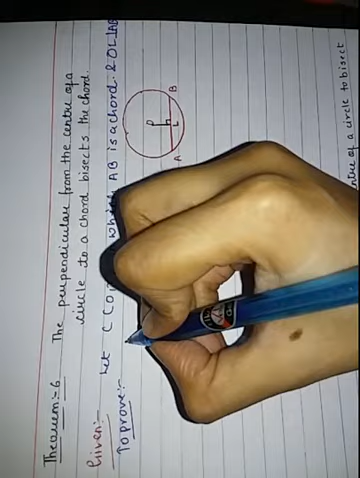 Theorem:- 6 The perpendicular from the centre of a
circle to a chord bisects the chord.
Given:- Let C(O, which AB is a chord. & OL⊥AB
To prove:-
A
L
B
ntre of a circle to bisect